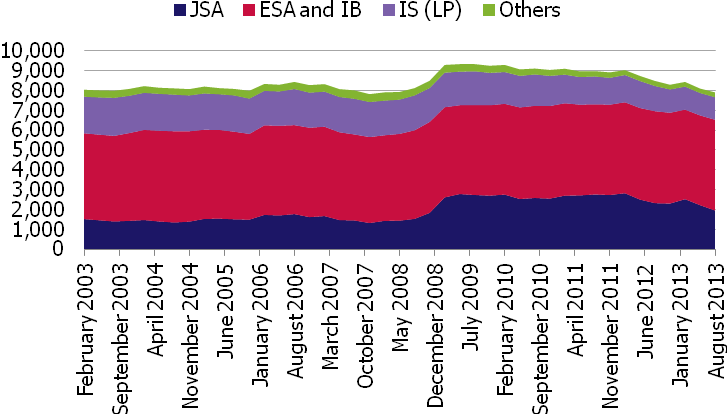 JSA ESA and IB IS (LP) Others
10,000
9,000
8,000
7,000
6,000
5,000
4,000
3,000
2,000
1,000
0
February 2003
September 2003
April 2004
November 2004
June 2005
January 2006
August 2006
March 2007
October 2007
May 2008
December 2008
July 2009
February 2010
September 2010
April 2011
November 2011
June 2012
January 2013
August 2013